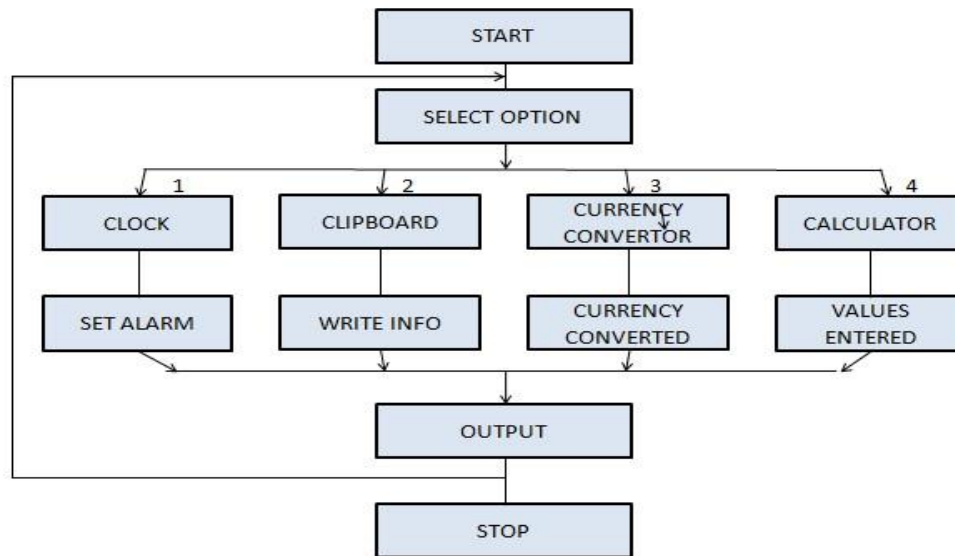 START
SELECT OPTION
1
2
3
4
CLOCK
CLIPBOARD
CURRENCY
CONVERTOR
CALCULATOR
SET ALARM
WRITE INFO
CURRENCY
CONVERTED
VALUES
ENTERED
OUTPUT
STOP